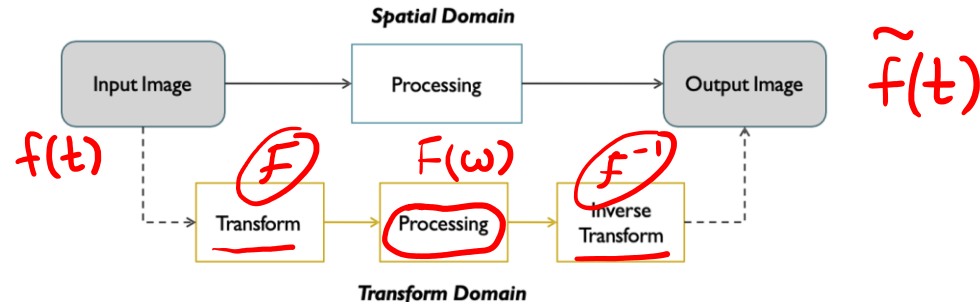 Spatial Domain
Input Image
Processing
Output Image
f̃(t)
f(t)
F
F(ω)
F⁻¹
Transform
Processing
Inverse
Transform
Transform Domain